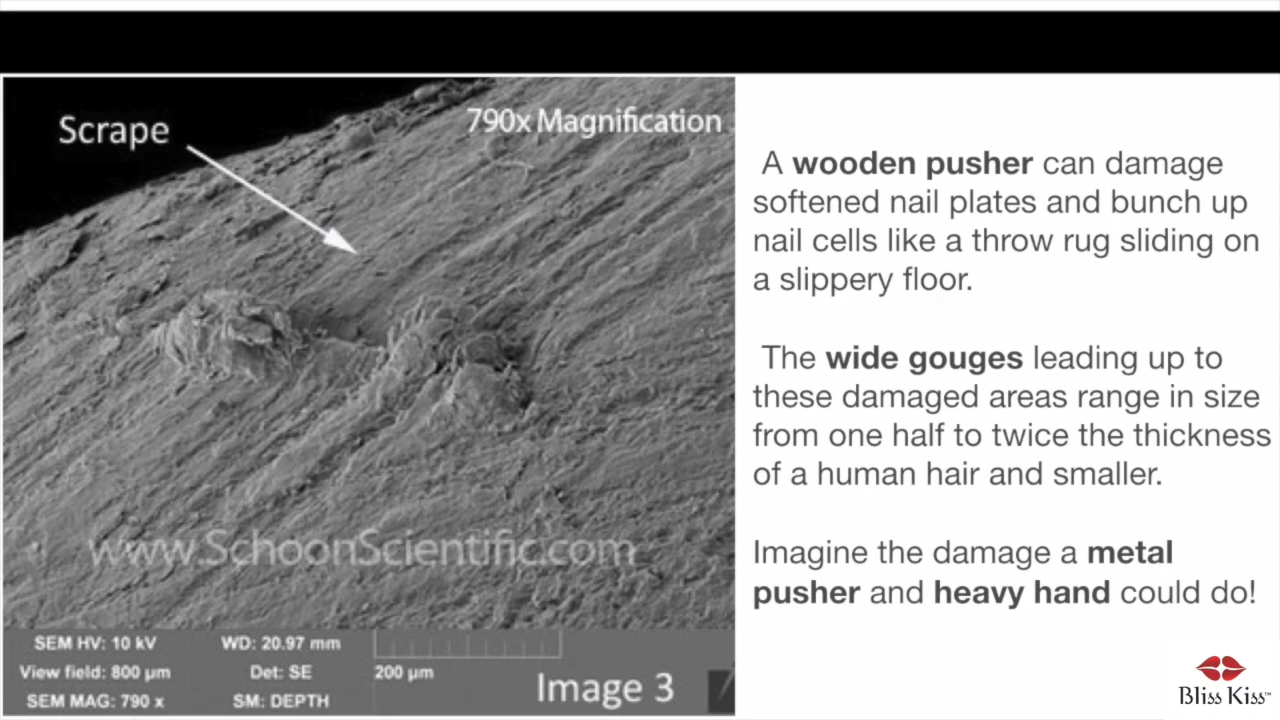 Scrape
790x Magnification
A wooden pusher can damage
softened nail plates and bunch up
nail cells like a throw rug sliding on
a slippery floor.
The wide gouges leading up to
these damaged areas range in size
from one half to twice the thickness
of a human hair and smaller.
Imagine the damage a metal
pusher and heavy hand could do!
www.SchoonScientific.com
SEM HV: 10 kV
WD: 20.97 mm
View field: 800 µm
Det: SE
200 µm
SEM MAG: 790 x
SM: DEPTH
Image 3
Bliss Kiss™